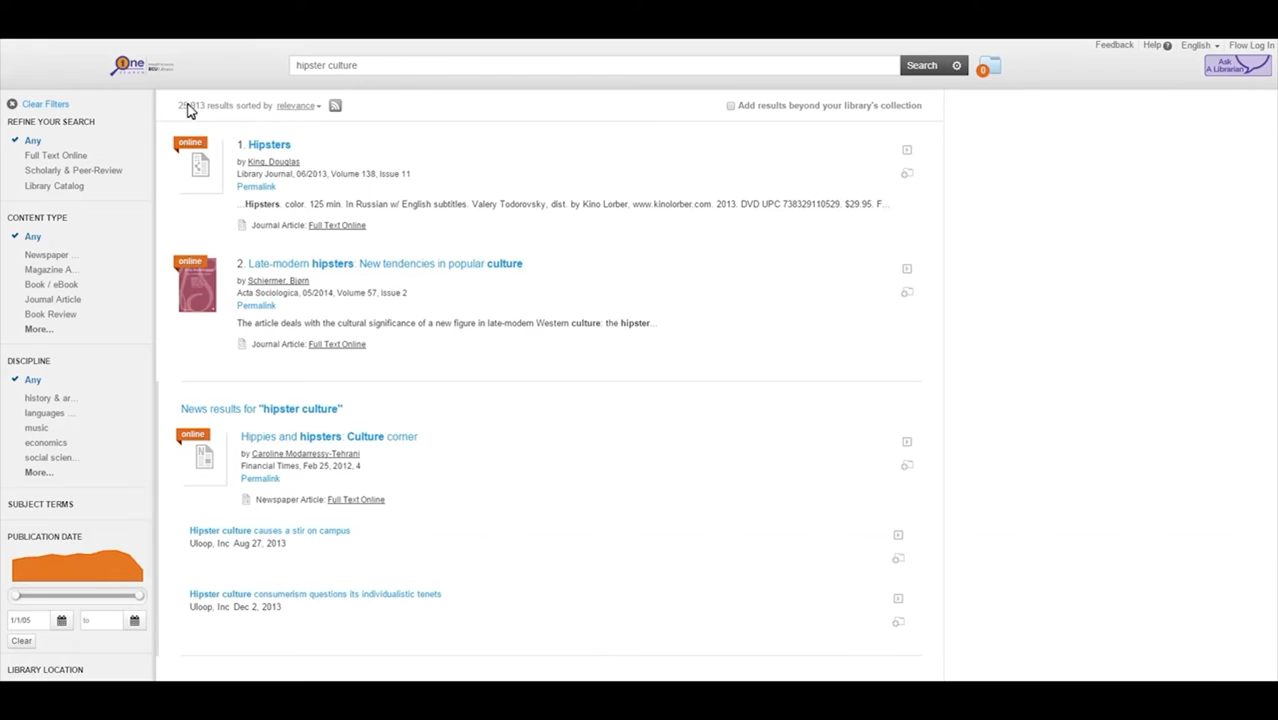 Feedback Help ? English Flow Log In
One
hipster culture Search
0
Ask
A Librarian
Clear Filters
REFINE YOUR SEARCH
Any
Full Text Online
Scholarly & Peer-Review
Library Catalog
CONTENT TYPE
Any
Newspaper ...
Magazine A...
Book / eBook
Journal Article
Book Review
More...
DISCIPLINE
Any
history & ar...
languages ...
music
economics
social scien...
More...
SUBJECT TERMS
PUBLICATION DATE
1/1/05 to
Clear
LIBRARY LOCATION
results sorted by relevance
Add results beyond your library's collection
online
1. Hipsters
by King, Douglas
Library Journal, 06/2013, Volume 138, Issue 11
Permalink
...Hipsters. color. 125 min. In Russian w/ English subtitles. Valery Todorovsky, dist. by Kino Lorber, www.kinolorber.com. 2013. DVD UPC 738329110529. $29.95. F...
Journal Article: Full Text Online
online
2. Late-modern hipsters: New tendencies in popular culture
by Schiermer, Bjørn
Acta Sociologica, 05/2014, Volume 57, Issue 2
Permalink
The article deals with the cultural significance of a new figure in late-modern Western culture: the hipster...
Journal Article: Full Text Online
News results for "hipster culture"
online
Hippies and hipsters: Culture corner
by Caroline Modarressy-Tehrani
Financial Times, Feb 25, 2012, 4
Permalink
Newspaper Article: Full Text Online
Hipster culture causes a stir on campus
Uloop, Inc Aug 27, 2013
Hipster culture consumerism questions its individualistic tenets
Uloop, Inc Dec 2, 2013